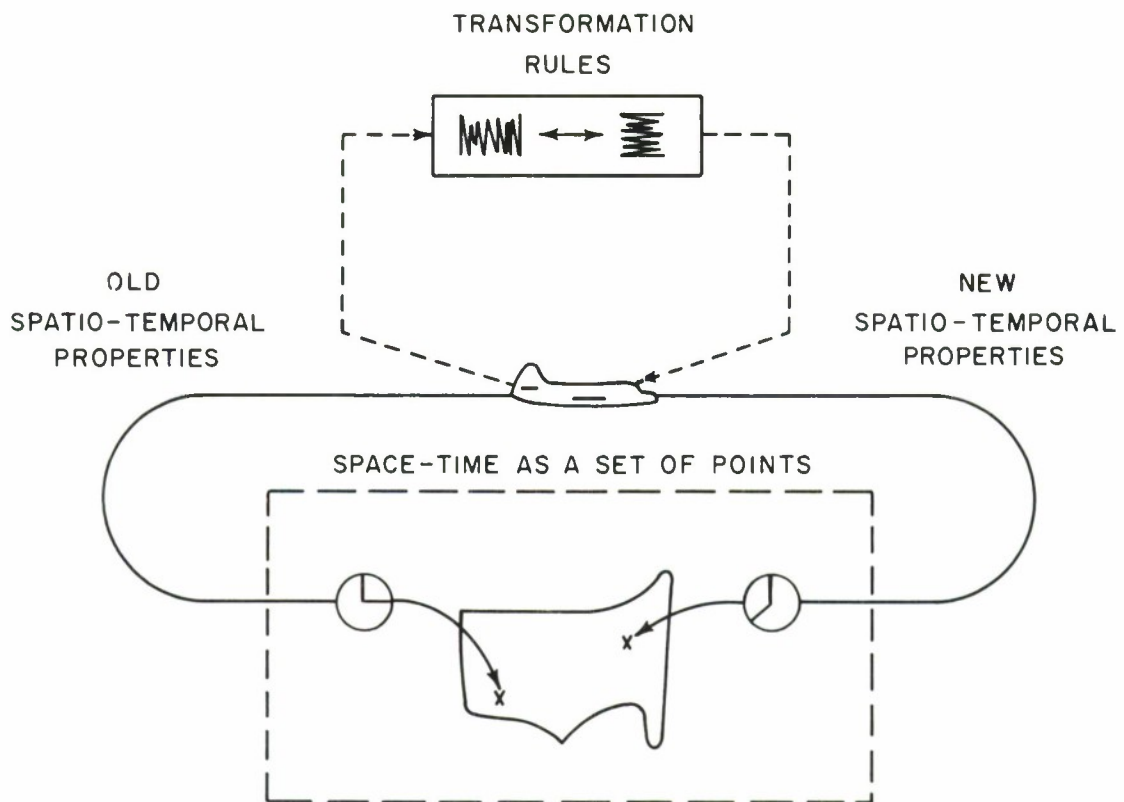 TRANSFORMATION
RULES
OLD
SPATIO-TEMPORAL
PROPERTIES
NEW
SPATIO-TEMPORAL
PROPERTIES
SPACE-TIME AS A SET OF POINTS
X
X